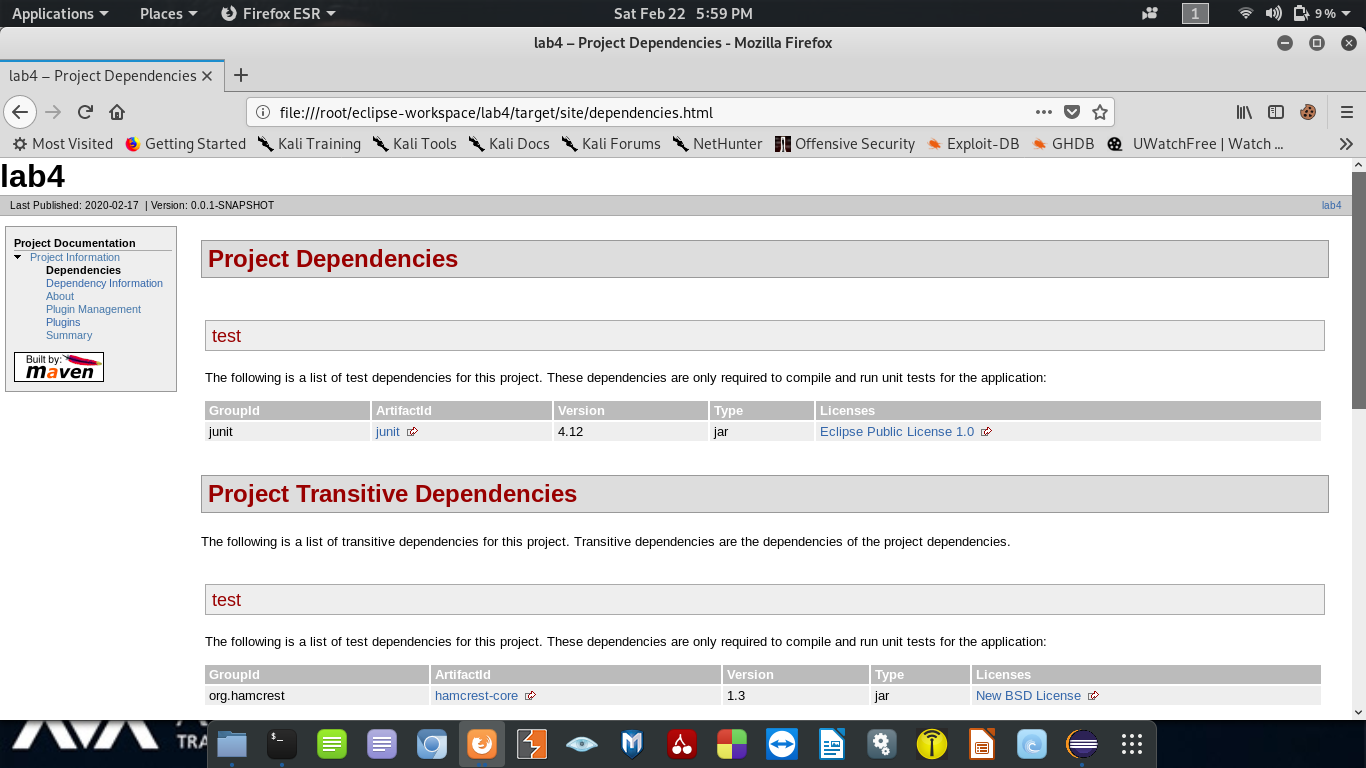 Applications Places Firefox ESR Sat Feb 22 5:59 PM 1 9%
lab4 – Project Dependencies - Mozilla Firefox
lab4 – Project Dependencies
file:///root/eclipse-workspace/lab4/target/site/dependencies.html
Most Visited Getting Started Kali Training Kali Tools Kali Docs Kali Forums NetHunter Offensive Security Exploit-DB GHDB UWatchFree | Watch ...
lab4
Last Published: 2020-02-17 | Version: 0.0.1-SNAPSHOT lab4
Project Documentation
Project Information
Dependencies
Dependency Information
About
Plugin Management
Plugins
Summary
Built by:
maven
Project Dependencies
test
The following is a list of test dependencies for this project. These dependencies are only required to compile and run unit tests for the application:
GroupId ArtifactId Version Type Licenses
junit junit 4.12 jar Eclipse Public License 1.0
Project Transitive Dependencies
The following is a list of transitive dependencies for this project. Transitive dependencies are the dependencies of the project dependencies.
test
The following is a list of test dependencies for this project. These dependencies are only required to compile and run unit tests for the application:
GroupId ArtifactId Version Type Licenses
org.hamcrest hamcrest-core 1.3 jar New BSD License